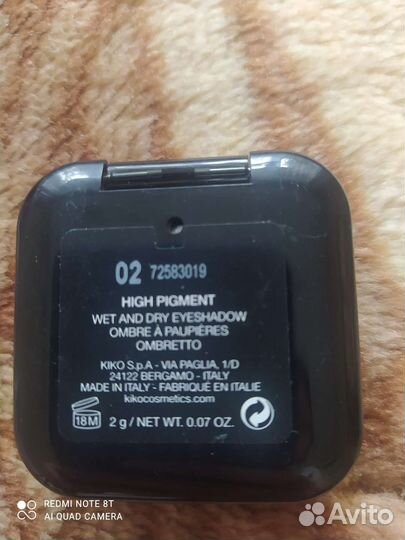 02 72583019
HIGH PIGMENT
WET AND DRY EYESHADOW
OMBRE À PAUPIÈRES
OMBRETTO
KIKO S.p.A - VIA PAGLIA, 1/D
24122 BERGAMO - ITALY
MADE IN ITALY - FABRIQUÉ EN ITALIE
kikocosmetics.com
18M 2 g / NET WT. 0.07 OZ.
REDMI NOTE 8T
AI QUAD CAMERA
Avito